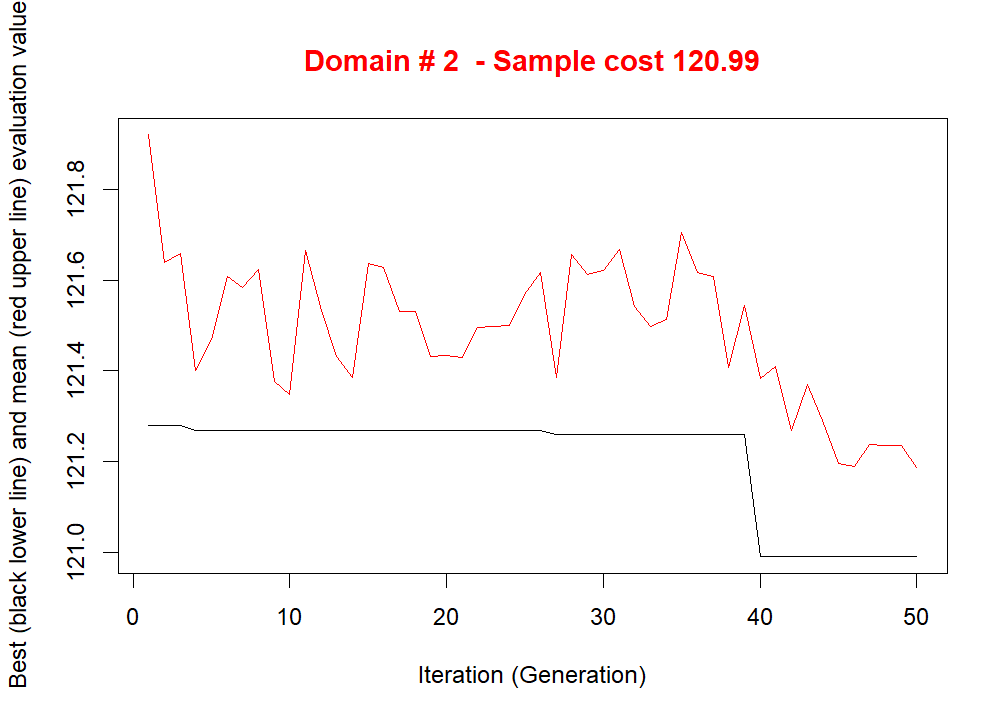 Domain # 2  - Sample cost 120.99
Best (black lower line) and mean (red upper line) evaluation value
121.8
121.6
121.4
121.2
121.0
0 10 20 30 40 50
Iteration (Generation)